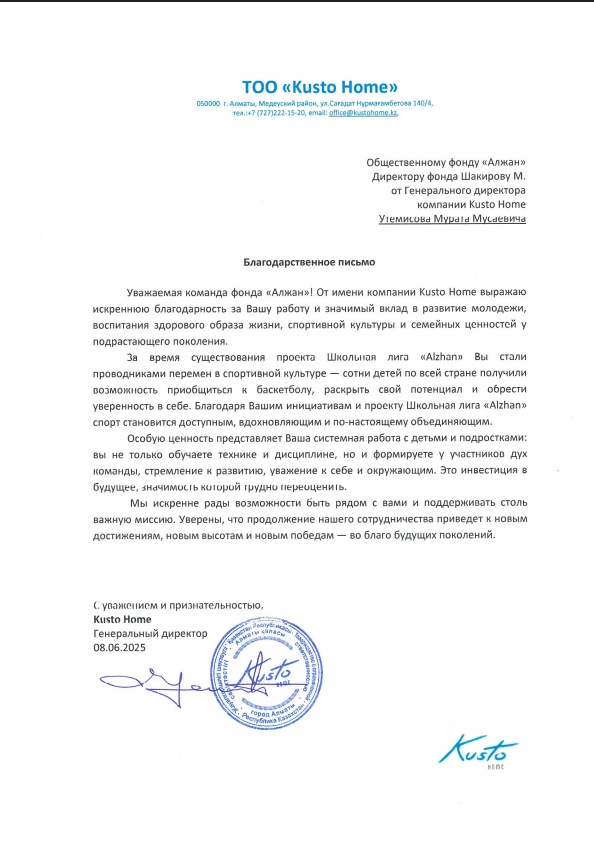 ТОО «Kusto Home»
050000 г. Алматы, Медеуский район, ул.Сагадат Нурмагамбетова 140/4,
тел.:+7 (727)222-15-20, email: office@kustohome.kz,
Общественному фонду «Алжан»
Директору фонда Шакирову М.
от Генерального директора
компании Kusto Home
Утемисова Мурата Мусаевича
Благодарственное письмо
Уважаемая команда фонда «Алжан»! От имени компании Kusto Home выражаю
искреннюю благодарность за Вашу работу и значимый вклад в развитие молодежи,
воспитания здорового образа жизни, спортивной культуры и семейных ценностей у
подрастающего поколения.
За время существования проекта Школьная лига «Alzhan» Вы стали
проводниками перемен в спортивной культуре — сотни детей по всей стране получили
возможность приобщиться к баскетболу, раскрыть свой потенциал и обрести
уверенность в себе. Благодаря Вашим инициативам и проекту Школьная лига «Alzhan»
спорт становится доступным, вдохновляющим и по-настоящему объединяющим.
Особую ценность представляет Ваша системная работа с детьми и подростками:
вы не только обучаете технике и дисциплине, но и формируете у участников дух
команды, стремление к развитию, уважение к себе и окружающим. Это инвестиция в
будущее, значимость которой трудно переоценить.
Мы искренне рады возможности быть рядом с вами и поддерживать столь
важную миссию. Уверены, что продолжение нашего сотрудничества приведет к новым
достижениям, новым высотам и новым победам — во благо будущих поколений.
С уважением и признательностью,
Kusto Home
Генеральный директор
08.06.2025
Қазақстан Республикасы
Алматы қаласы
Kusto
HOME
город Алматы
Республика Казахстан
Kusto
HOME